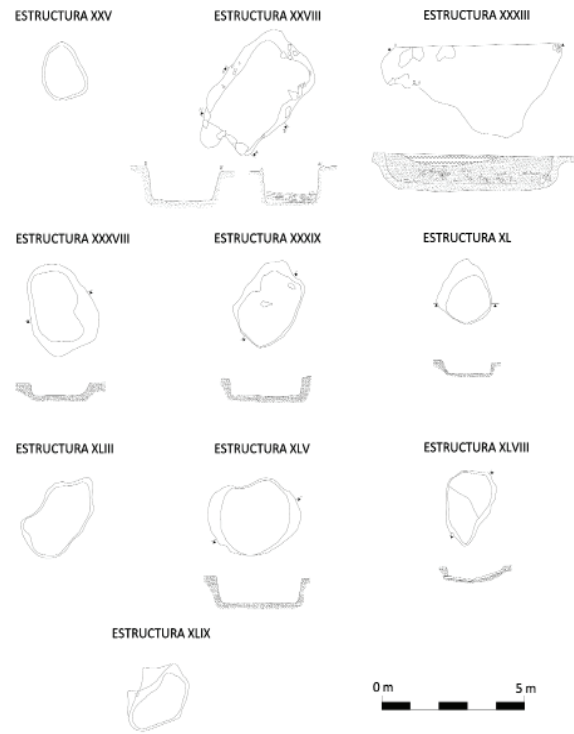 ESTRUCTURA XXV
ESTRUCTURA XXVIII
ESTRUCTURA XXXIII
ESTRUCTURA XXXVIII
ESTRUCTURA XXXIX
ESTRUCTURA XL
ESTRUCTURA XLIII
ESTRUCTURA XLV
ESTRUCTURA XLVIII
ESTRUCTURA XLIX
0 m
5 m